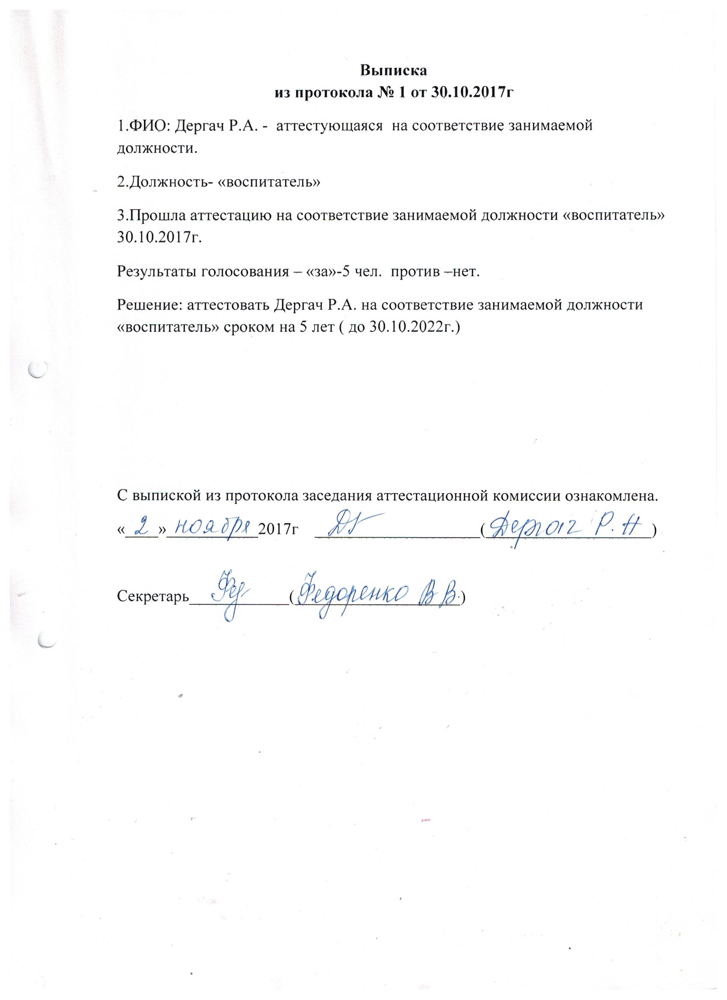 Выписка
из протокола № 1 от 30.10.2017г
1.ФИО: Дергач Р.А. - аттестующаяся на соответствие занимаемой
должности.
2.Должность- «воспитатель»
3.Прошла аттестацию на соответствие занимаемой должности «воспитатель»
30.10.2017г.
Результаты голосования – «за»-5 чел. против –нет.
Решение: аттестовать Дергач Р.А. на соответствие занимаемой должности
«воспитатель» сроком на 5 лет ( до 30.10.2022г.)
С выпиской из протокола заседания аттестационной комиссии ознакомлена.
«2» ноября 2017г (Дергач Р.А)
Секретарь Фед (Федоренко В В.)